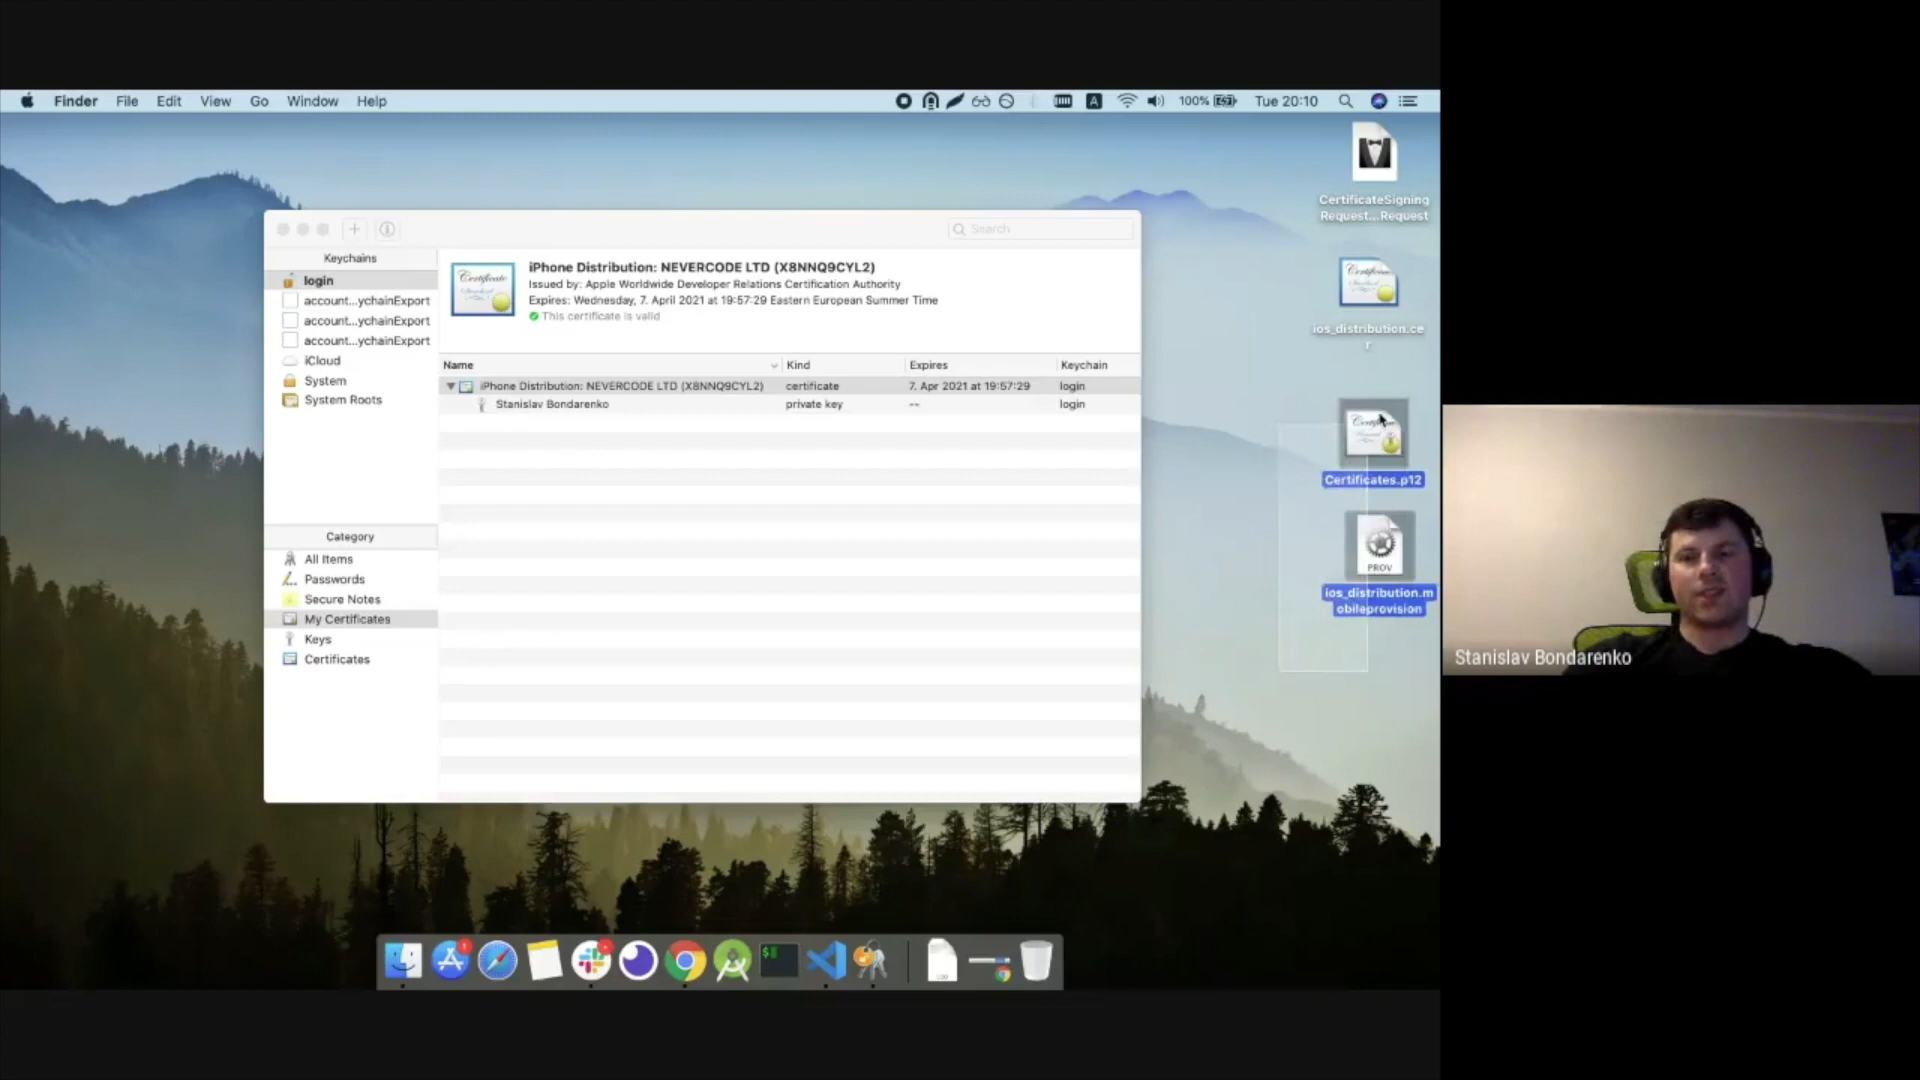 Finder File Edit View Go Window Help
A 100% Tue 20:10
CertificateSigning
Request...Request
ios_distribution.ce
r
Certificates.p12
PROV
ios_distribution.m
obileprovision
Search
Keychains
login
account...ychainExport
account...ychainExport
account...ychainExport
iCloud
System
System Roots
Category
All Items
Passwords
Secure Notes
My Certificates
Keys
Certificates
Certificate
iPhone Distribution: NEVERCODE LTD (X8NNQ9CYL2)
Issued by: Apple Worldwide Developer Relations Certification Authority
Expires: Wednesday, 7. April 2021 at 19:57:29 Eastern European Summer Time
This certificate is valid
Name Kind Expires Keychain
iPhone Distribution: NEVERCODE LTD (X8NNQ9CYL2) certificate 7. Apr 2021 at 19:57:29 login
Stanislav Bondarenko private key -- login
Stanislav Bondarenko